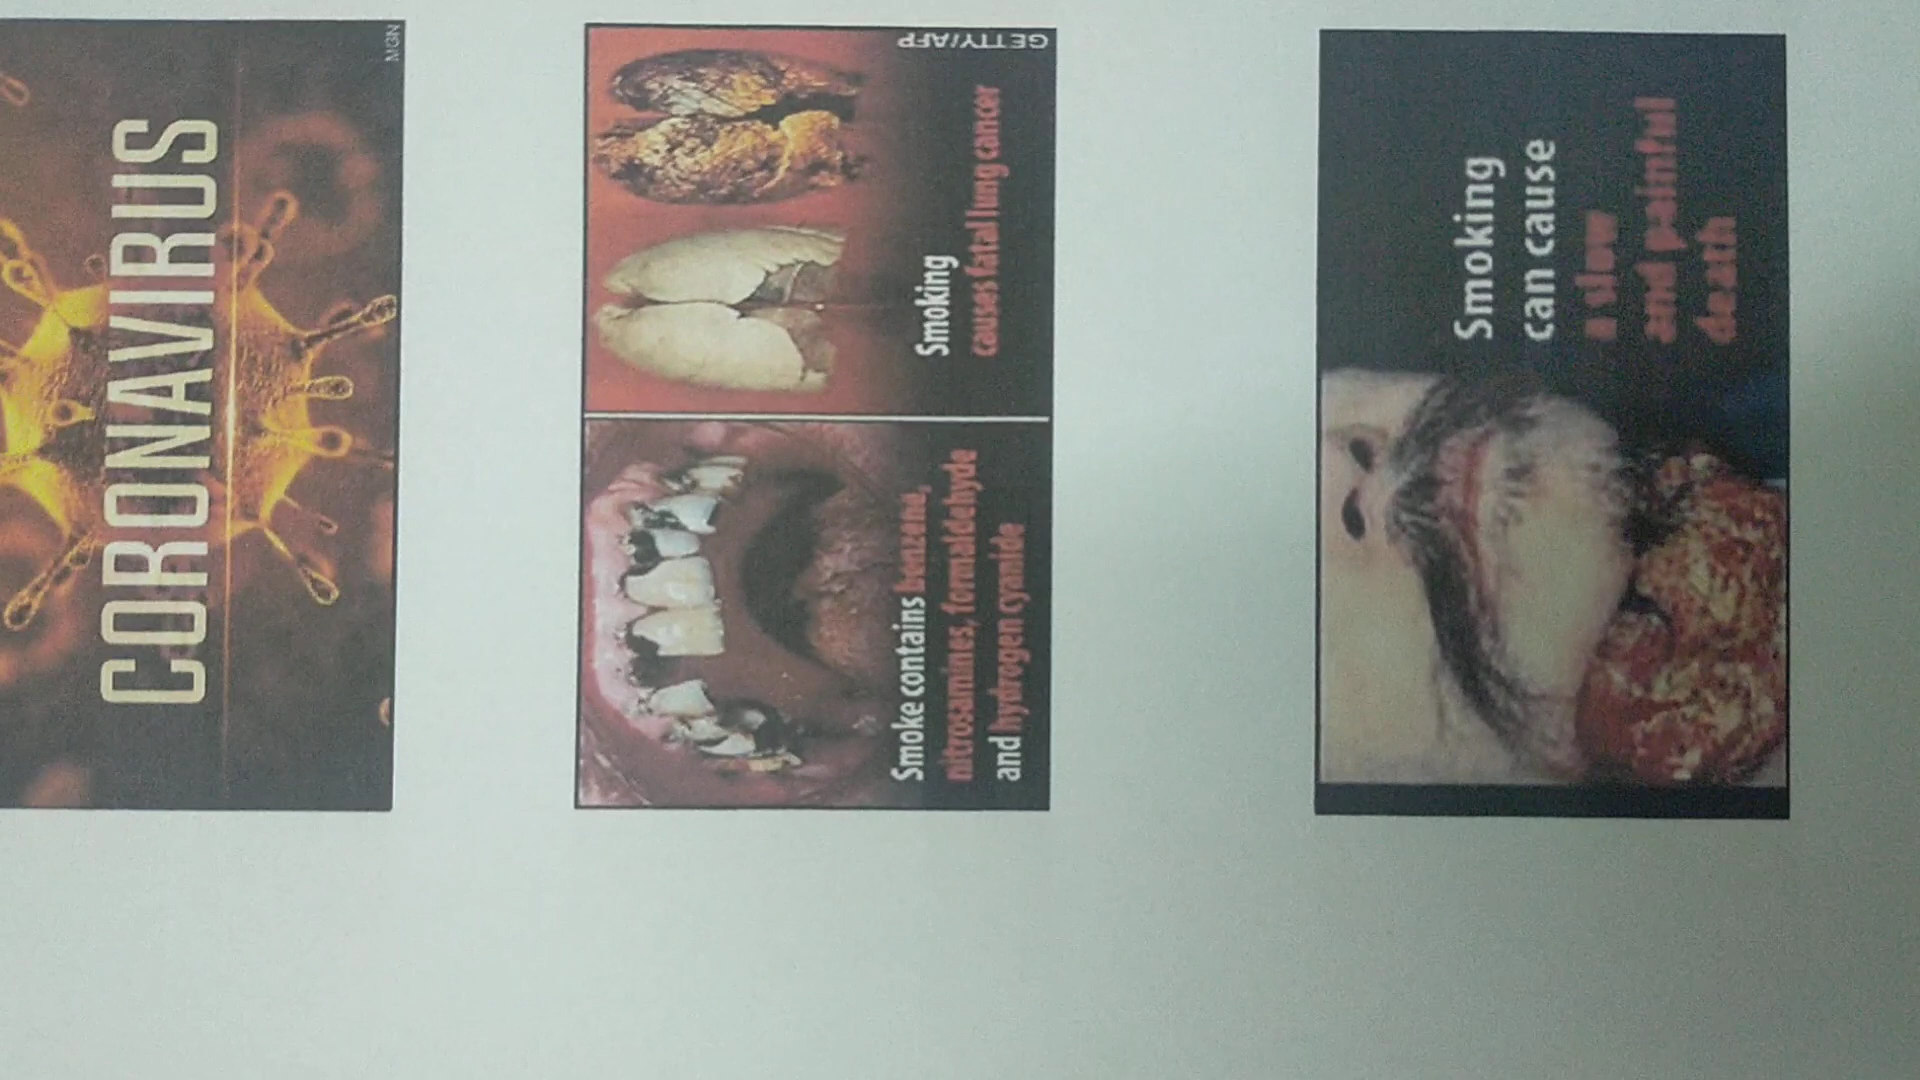 CORONAVIRUS
MGN
GETTY/AFP
Smoke contains benzene,
nitrosamines, formaldehyde
and hydrogen cyanide
Smoking
causes fatal lung cancer
Smoking
can cause
a slow
and painful
death